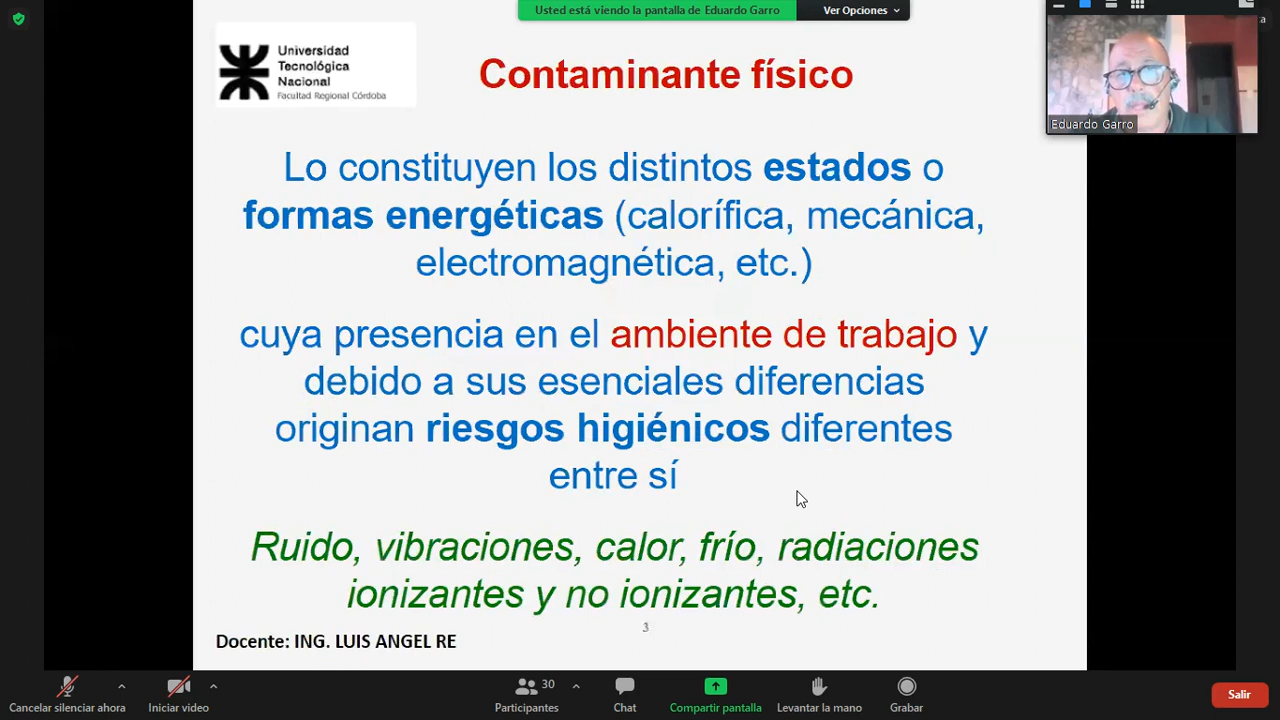 Usted está viendo la pantalla de Eduardo Garro
Ver Opciones
Universidad
Tecnológica
Nacional
Facultad Regional Córdoba
Contaminante físico
Eduardo Garro
Lo constituyen los distintos estados o
formas energéticas (calorífica, mecánica,
electromagnética, etc.)
cuya presencia en el ambiente de trabajo y
debido a sus esenciales diferencias
originan riesgos higiénicos diferentes
entre sí
Ruido, vibraciones, calor, frío, radiaciones
ionizantes y no ionizantes, etc.
3
Docente: ING. LUIS ANGEL RE
30
Cancelar silenciar ahora
Iniciar video
Participantes
Chat
Compartir pantalla
Levantar la mano
Grabar
Salir